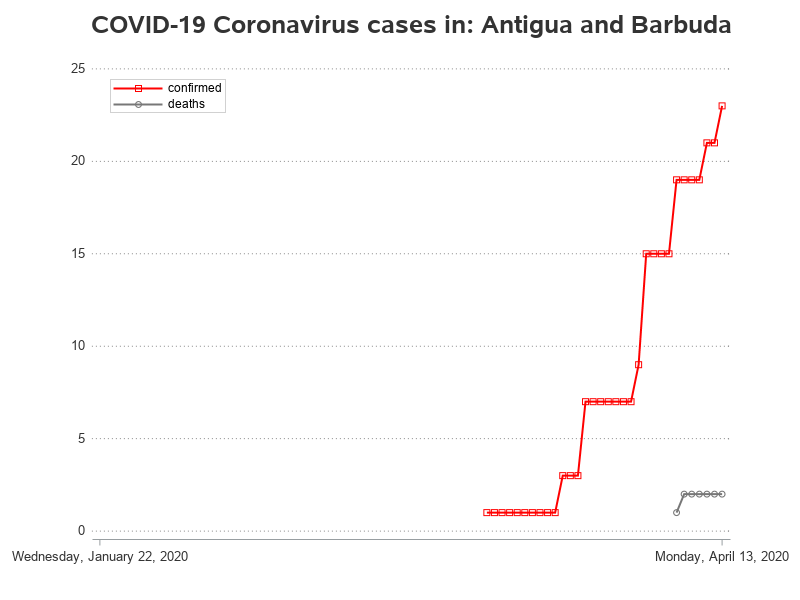 COVID-19 Coronavirus cases in: Antigua and Barbuda
25
confirmed
deaths
20
15
10
5
0
Wednesday, January 22, 2020
Monday, April 13, 2020